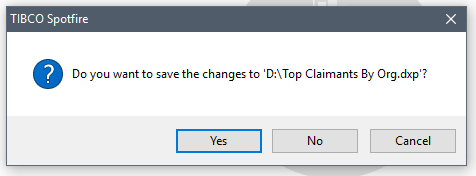 TIBCO Spotfire
Do you want to save the changes to 'D:\Top Claimants By Org.dxp'?
Yes No Cancel